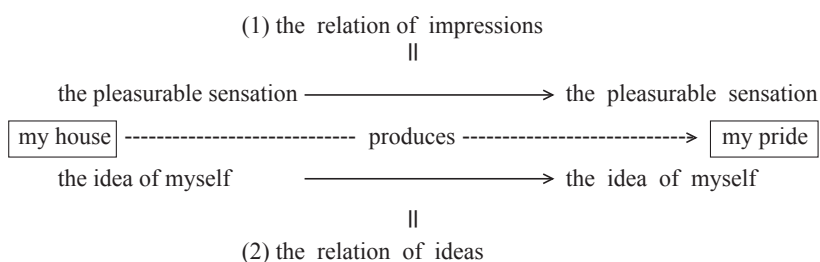 (1) the relation of impressions
=
the pleasurable sensation the pleasurable sensation
my house produces my pride
the idea of myself the idea of myself
=
(2) the relation of ideas